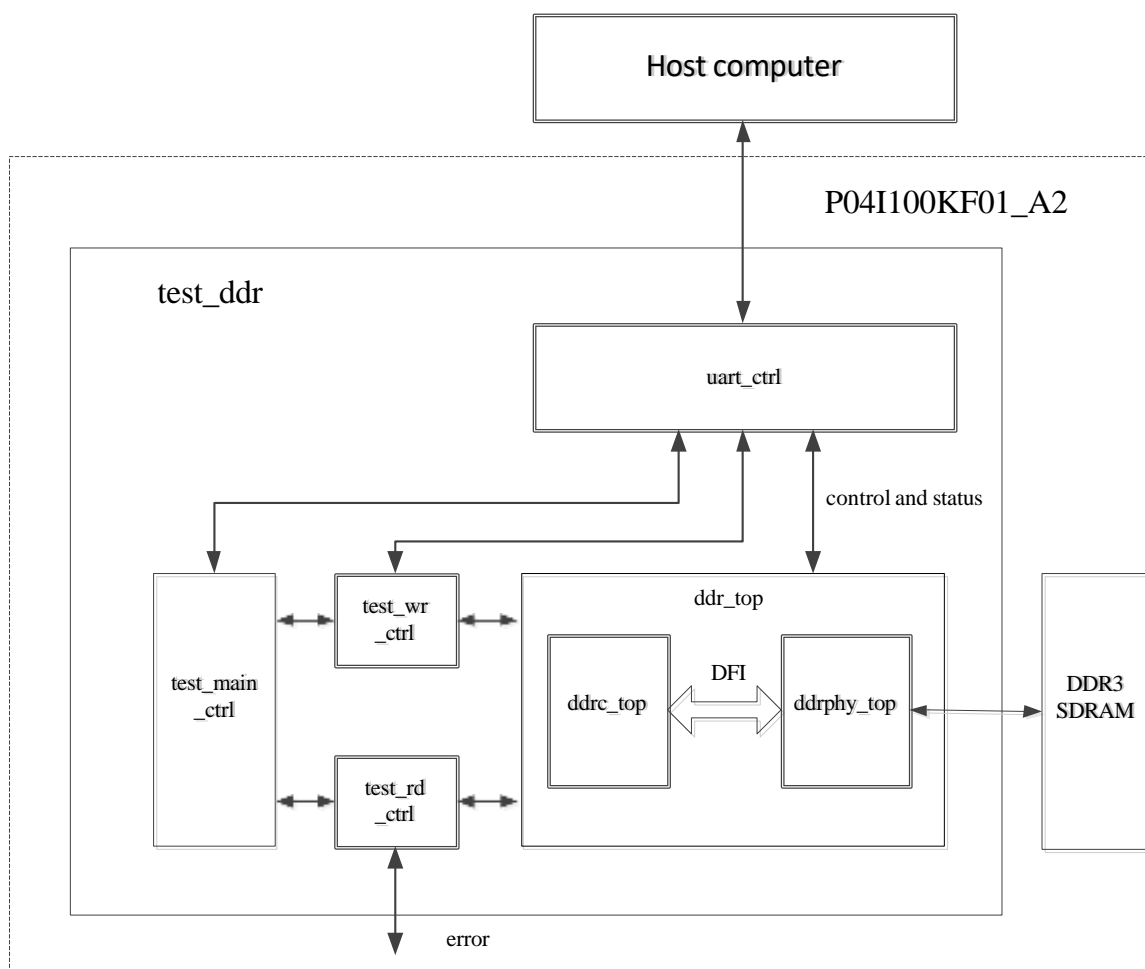 Host computer
P04I100KF01_A2
test_ddr
uart_ctrl
control and status
test_main
_ctrl
test_wr
_ctrl
test_rd
_ctrl
ddr_top
ddrc_top
DFI
ddrphy_top
DDR3
SDRAM
error